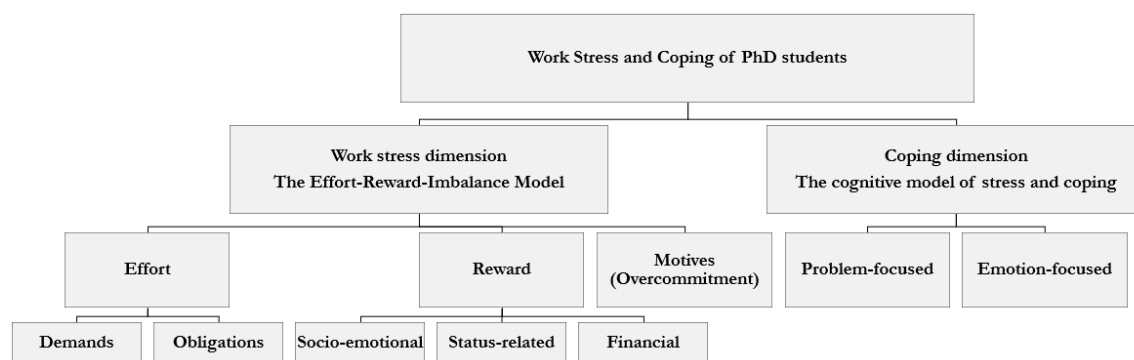 Work Stress and Coping of PhD students
Work stress dimension
The Effort-Reward-Imbalance Model
Coping dimension
The cognitive model of stress and coping
Effort
Reward
Motives
(Overcommitment)
Problem-focused
Emotion-focused
Demands
Obligations
Socio-emotional
Status-related
Financial